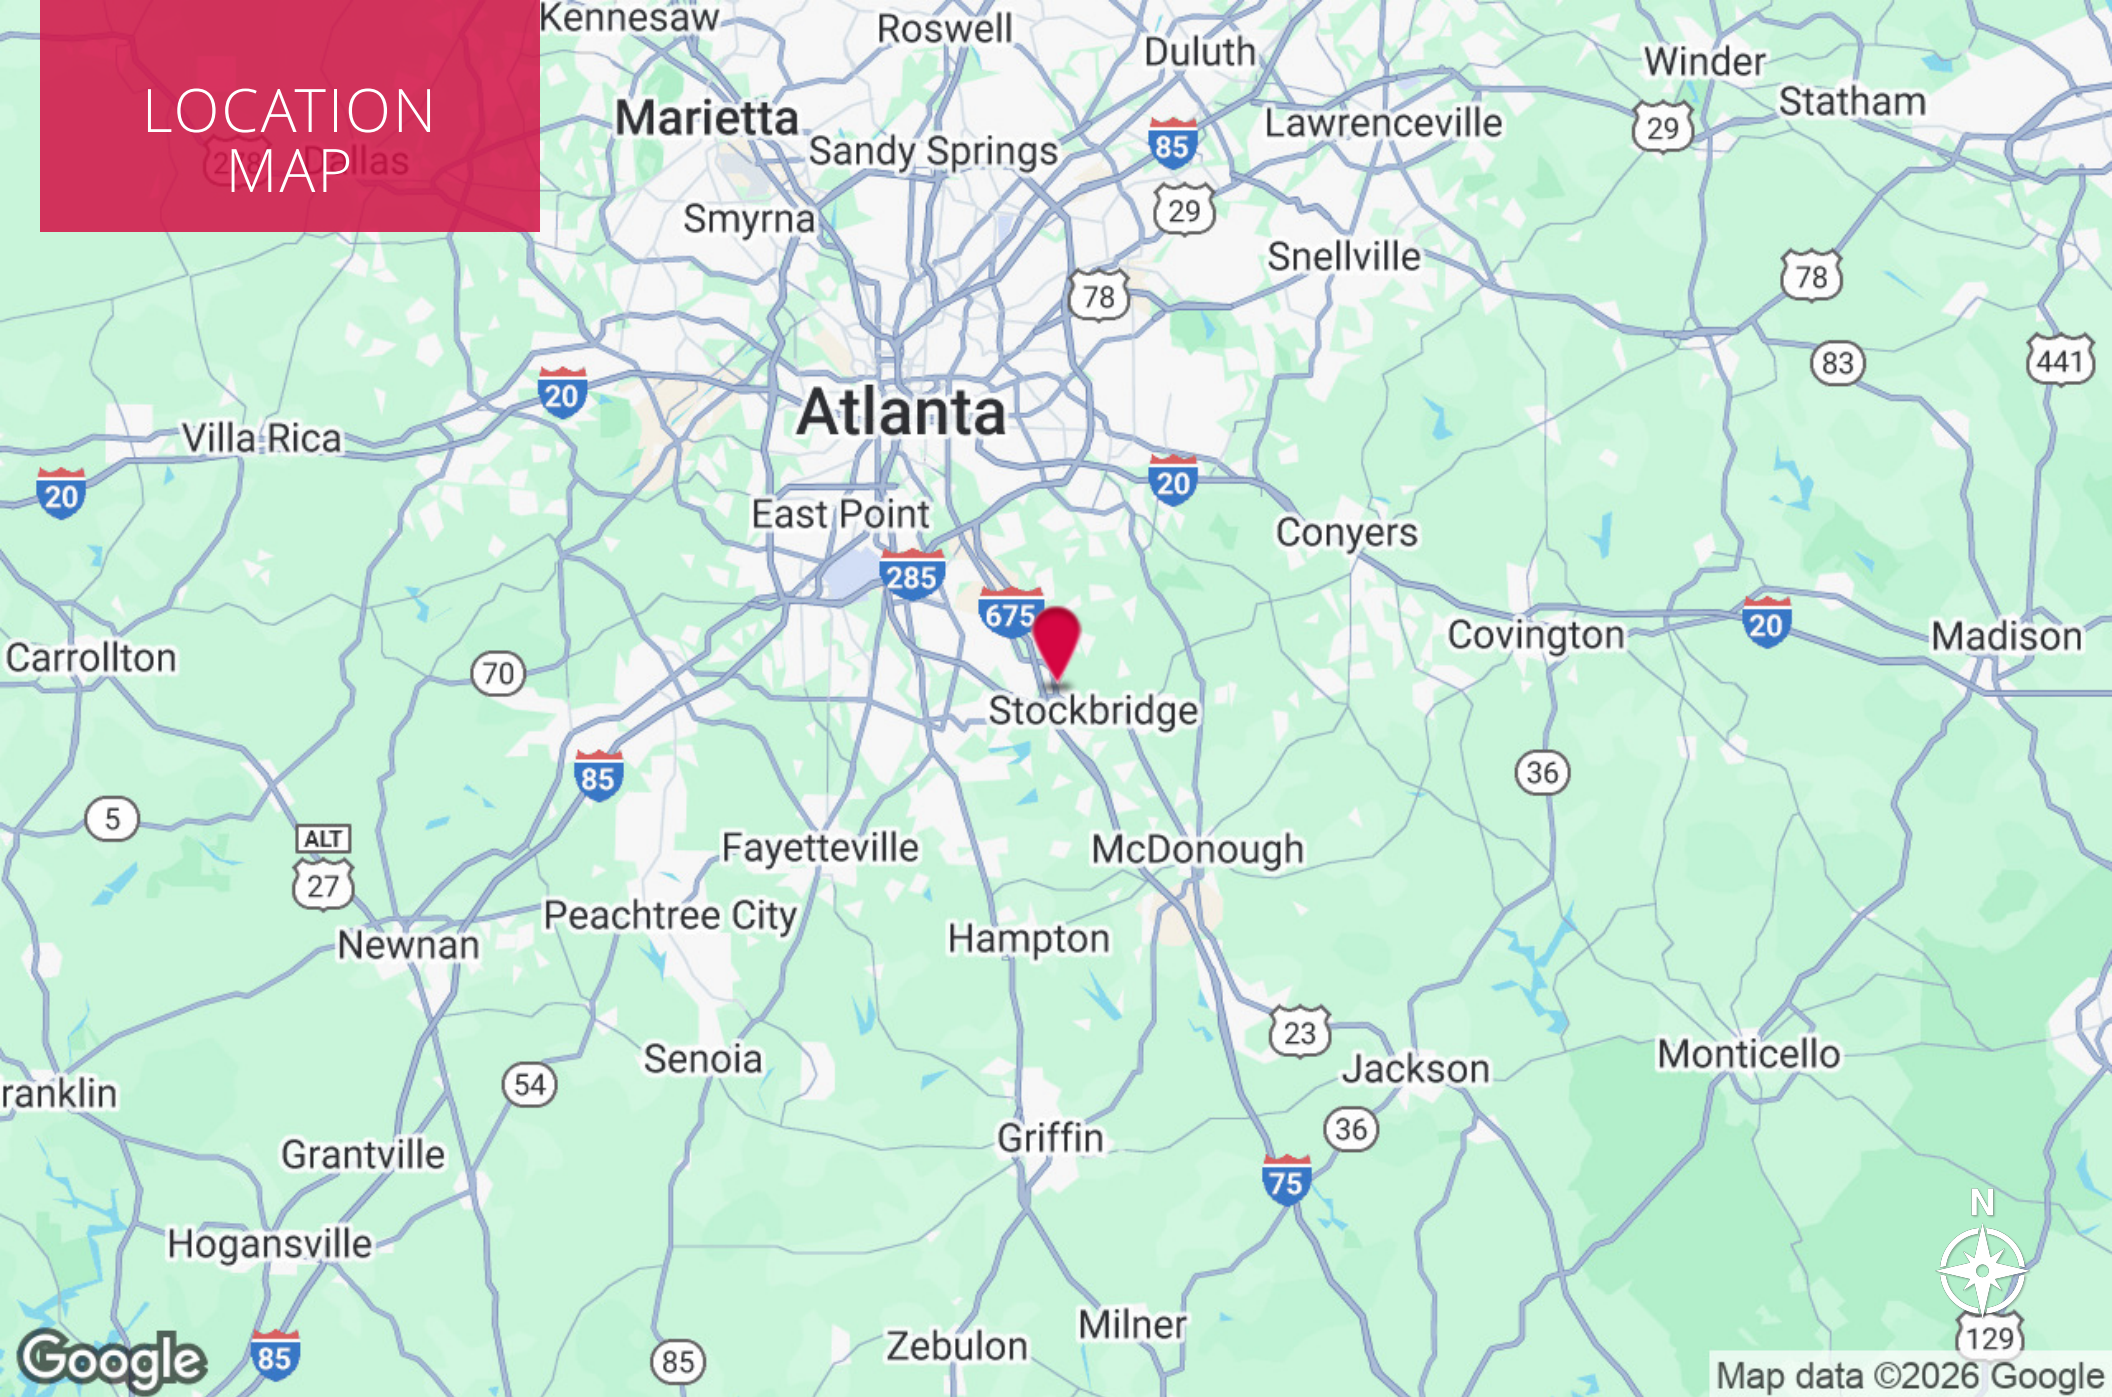 Kennesaw
Roswell
Duluth
Winder
LOCATION
MAP
Marietta
Statham
Lawrenceville
29
85
Sandy Springs
278
Dallas
29
Smyrna
Snellville
78
78
83
441
20
Atlanta
Villa Rica
20
20
East Point
Conyers
285
675
20
Covington
Madison
Carrollton
70
Stockbridge
85
36
5
ALT
27
Fayetteville
McDonough
Peachtree City
Newnan
Hampton
23
Senoia
Jackson
Monticello
54
ranklin
36
Griffin
Grantville
75
N
Hogansville
Milner
Zebulon
129
85
85
Google
Map data ©2026 Google